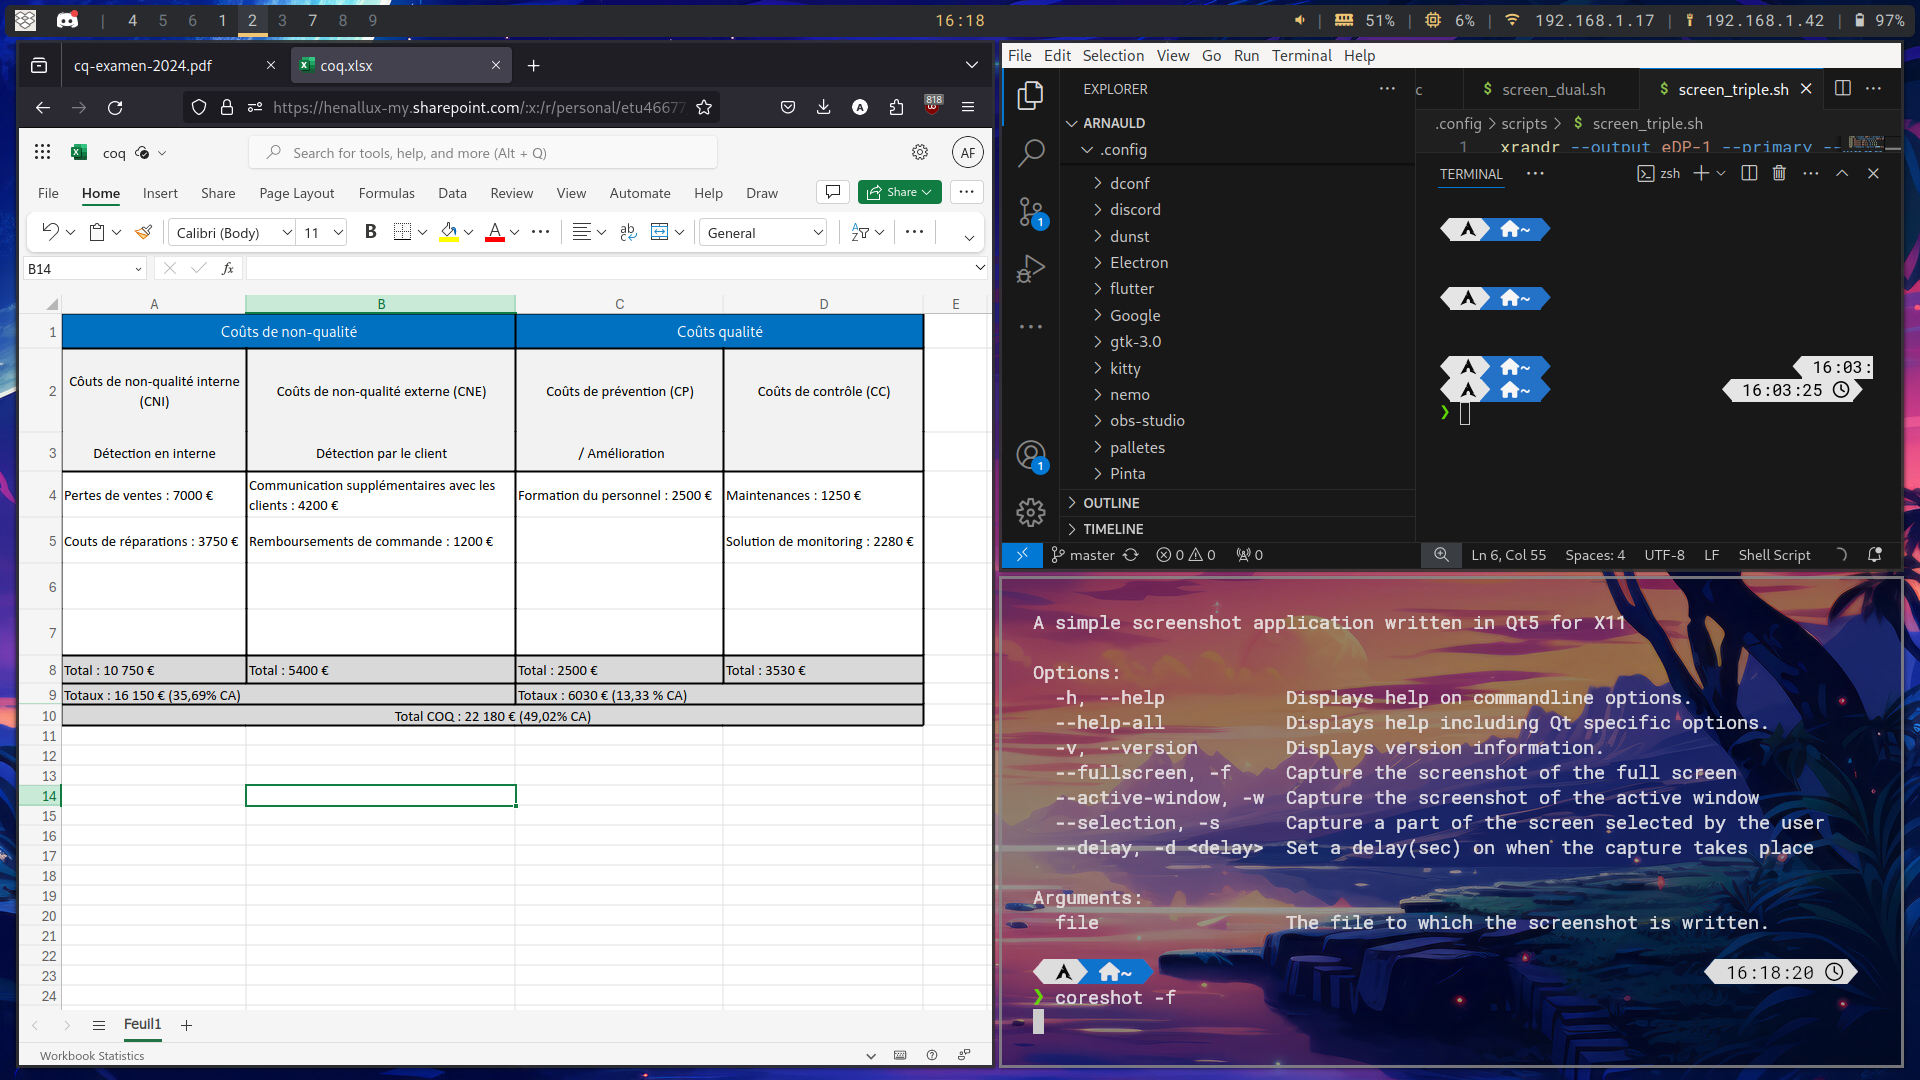 4 5 6 1 2 3 7 8 9
16:18
51% | 6% | 192.168.1.17 | 192.168.1.42 | 97%
cq-examen-2024.pdf
coq.xlsx
https://henallux-my.sharepoint.com/:x:/r/personal/etu46677
818
coq
Search for tools, help, and more (Alt + Q)
AF
File Home Insert Share Page Layout Formulas Data Review View Automate Help Draw
Share
Calibri (Body) 11 B A General
B14 fx
A B C D E
1 Coûts de non-qualité Coûts qualité
2 Côuts de non-qualité interne (CNI) Coûts de non-qualité externe (CNE) Coûts de prévention (CP) Coûts de contrôle (CC)
3 Détection en interne Détection par le client / Amélioration
4 Pertes de ventes : 7000 € Communication supplémentaires avec les clients : 4200 € Formation du personnel : 2500 € Maintenances : 1250 €
5 Couts de réparations : 3750 € Remboursements de commande : 1200 € Solution de monitoring : 2280 €
6
7
8 Total : 10 750 € Total : 5400 € Total : 2500 € Total : 3530 €
9 Totaux : 16 150 € (35,69% CA) Totaux : 6030 € (13,33 % CA)
10 Total COQ : 22 180 € (49,02% CA)
11
12
13
14
15
16
17
18
19
20
21
22
23
24
Feuil1
Workbook Statistics
File Edit Selection View Go Run Terminal Help
EXPLORER
c
screen_dual.sh
screen_triple.sh
ARNAULD
.config
dconf
discord
dunst
Electron
flutter
Google
gtk-3.0
kitty
nemo
obs-studio
palletes
Pinta
OUTLINE
TIMELINE
1
1
.config > scripts > $ screen_triple.sh
1 xrandr --output eDP-1 --primary
TERMINAL
zsh
~
~
~ 16:03:
~ 16:03:25
❯
master 0 0 0 Ln 6, Col 55 Spaces: 4 UTF-8 LF Shell Script
A simple screenshot application written in Qt5 for X11
Options:
-h, --help Displays help on commandline options.
--help-all Displays help including Qt specific options.
-v, --version Displays version information.
--fullscreen, -f Capture the screenshot of the full screen
--active-window, -w Capture the screenshot of the active window
--selection, -s Capture a part of the screen selected by the user
--delay, -d <delay> Set a delay(sec) on when the capture takes place
Arguments:
file The file to which the screenshot is written.
~ 16:18:20
❯ coreshot -f